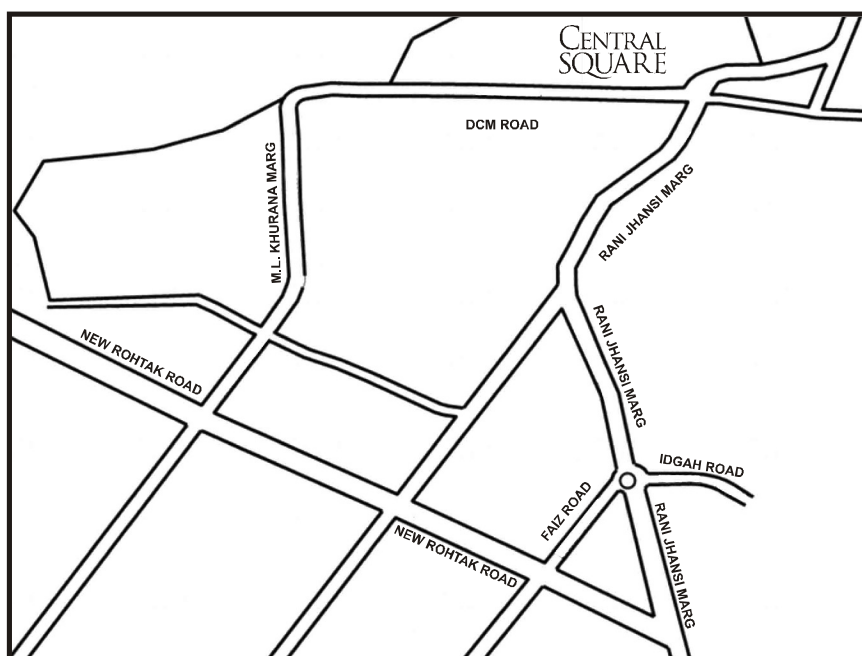 CENTRAL
SQUARE
DCM ROAD
M.L. KHURANA MARG
RANI JHANSI MARG
RANI JHANSI MARG
NEW ROHTAK ROAD
IDGAH ROAD
FAIZ ROAD
NEW ROHTAK ROAD
RANI JHANSI MARG